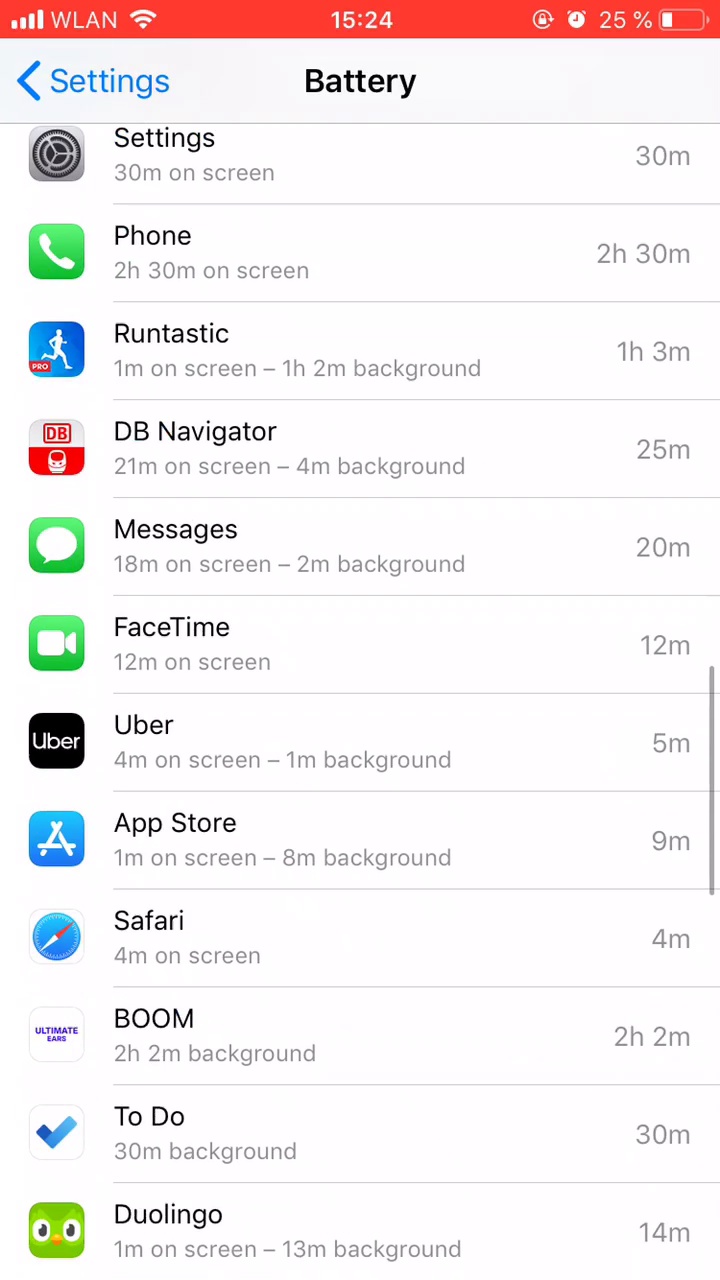 WLAN 15:24 25 %
Settings Battery
Settings
30m on screen 30m
Phone
2h 30m on screen 2h 30m
Runtastic
PRO
1m on screen – 1h 2m background 1h 3m
DB
DB Navigator
21m on screen – 4m background 25m
Messages
18m on screen – 2m background 20m
FaceTime
12m on screen 12m
Uber
Uber
4m on screen – 1m background 5m
App Store
1m on screen – 8m background 9m
Safari
4m on screen 4m
ULTIMATE
EARS
BOOM
2h 2m background 2h 2m
To Do
30m background 30m
Duolingo
1m on screen – 13m background 14m